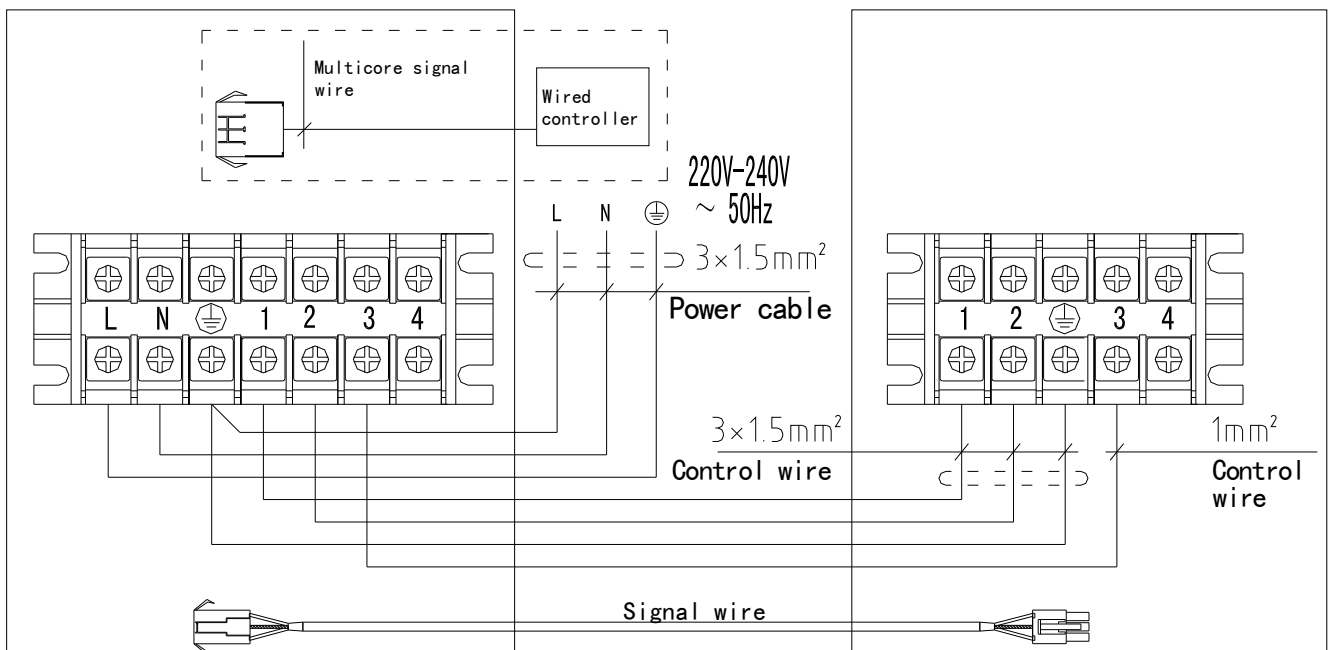 Multicore signal
wire
Wired
controller
220V-240V
~ 50Hz
L N
3×1.5mm²
Power cable
L N 1 2 3 4
1 2 3 4
3×1.5mm²
Control wire
1mm²
Control
wire
Signal wire